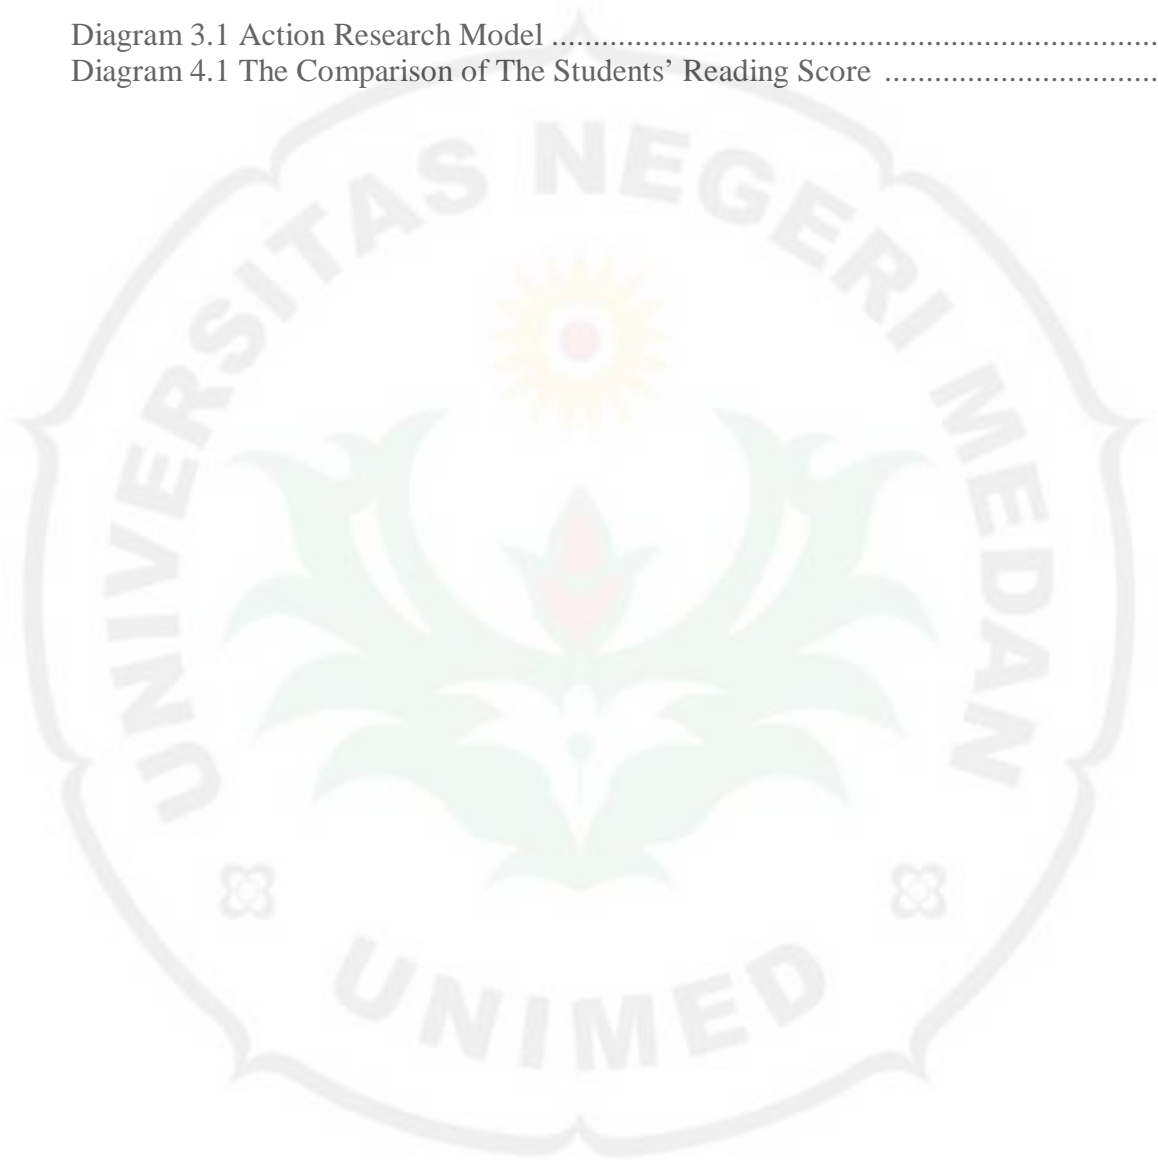 Diagram 3.1 Action Research Model ........................................................................
Diagram 4.1 The Comparison of The Students’ Reading Score .................................
UNIVERSITAS NEGERI MEDAN
UNIMED